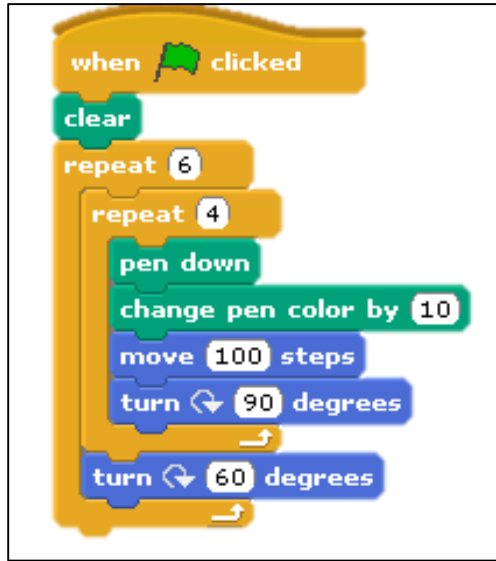 when clicked
clear
repeat 6
repeat 4
pen down
change pen color by 10
move 100 steps
turn 90 degrees
turn 60 degrees